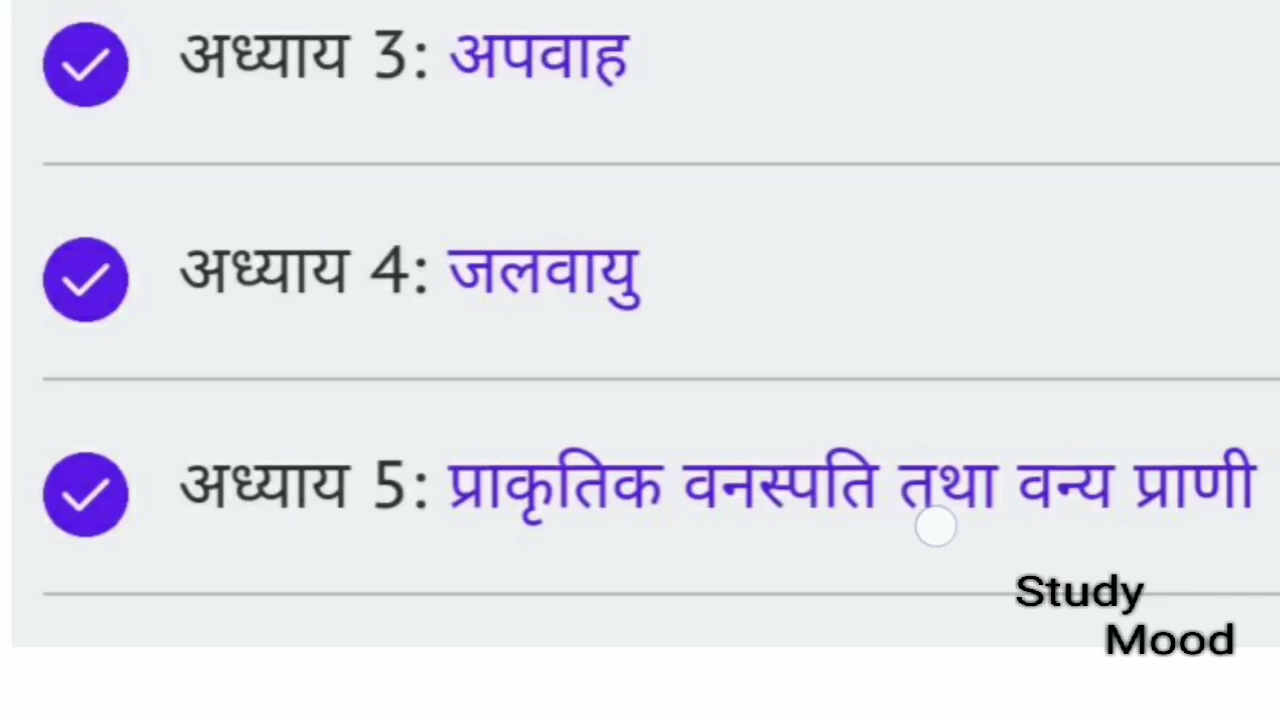 अध्याय 3: अपवाह
अध्याय 4: जलवायु
अध्याय 5: प्राकृतिक वनस्पति तथा वन्य प्राणी
Study
Mood